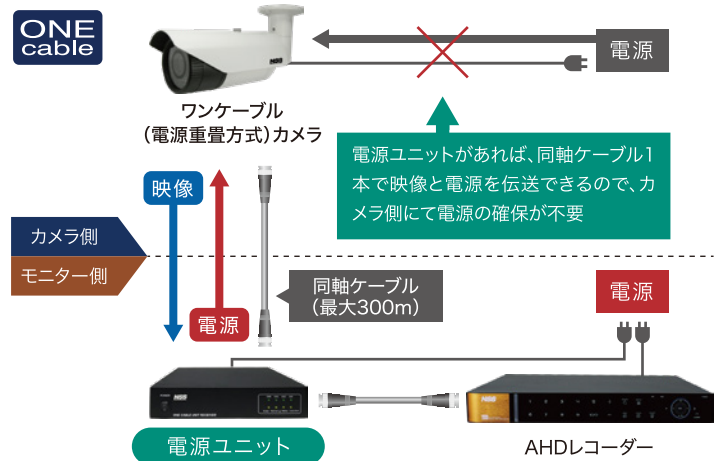 ONE
cable
電源
NSS
ワンケーブル
（電源重畳方式）カメラ
電源ユニットがあれば、同軸ケーブル1
本で映像と電源を伝送できるので、カ
メラ側にて電源の確保が不要
映像
カメラ側
モニター側
同軸ケーブル
（最大300m）
電源
電源
NSS
NSS
電源ユニット
AHDレコーダー